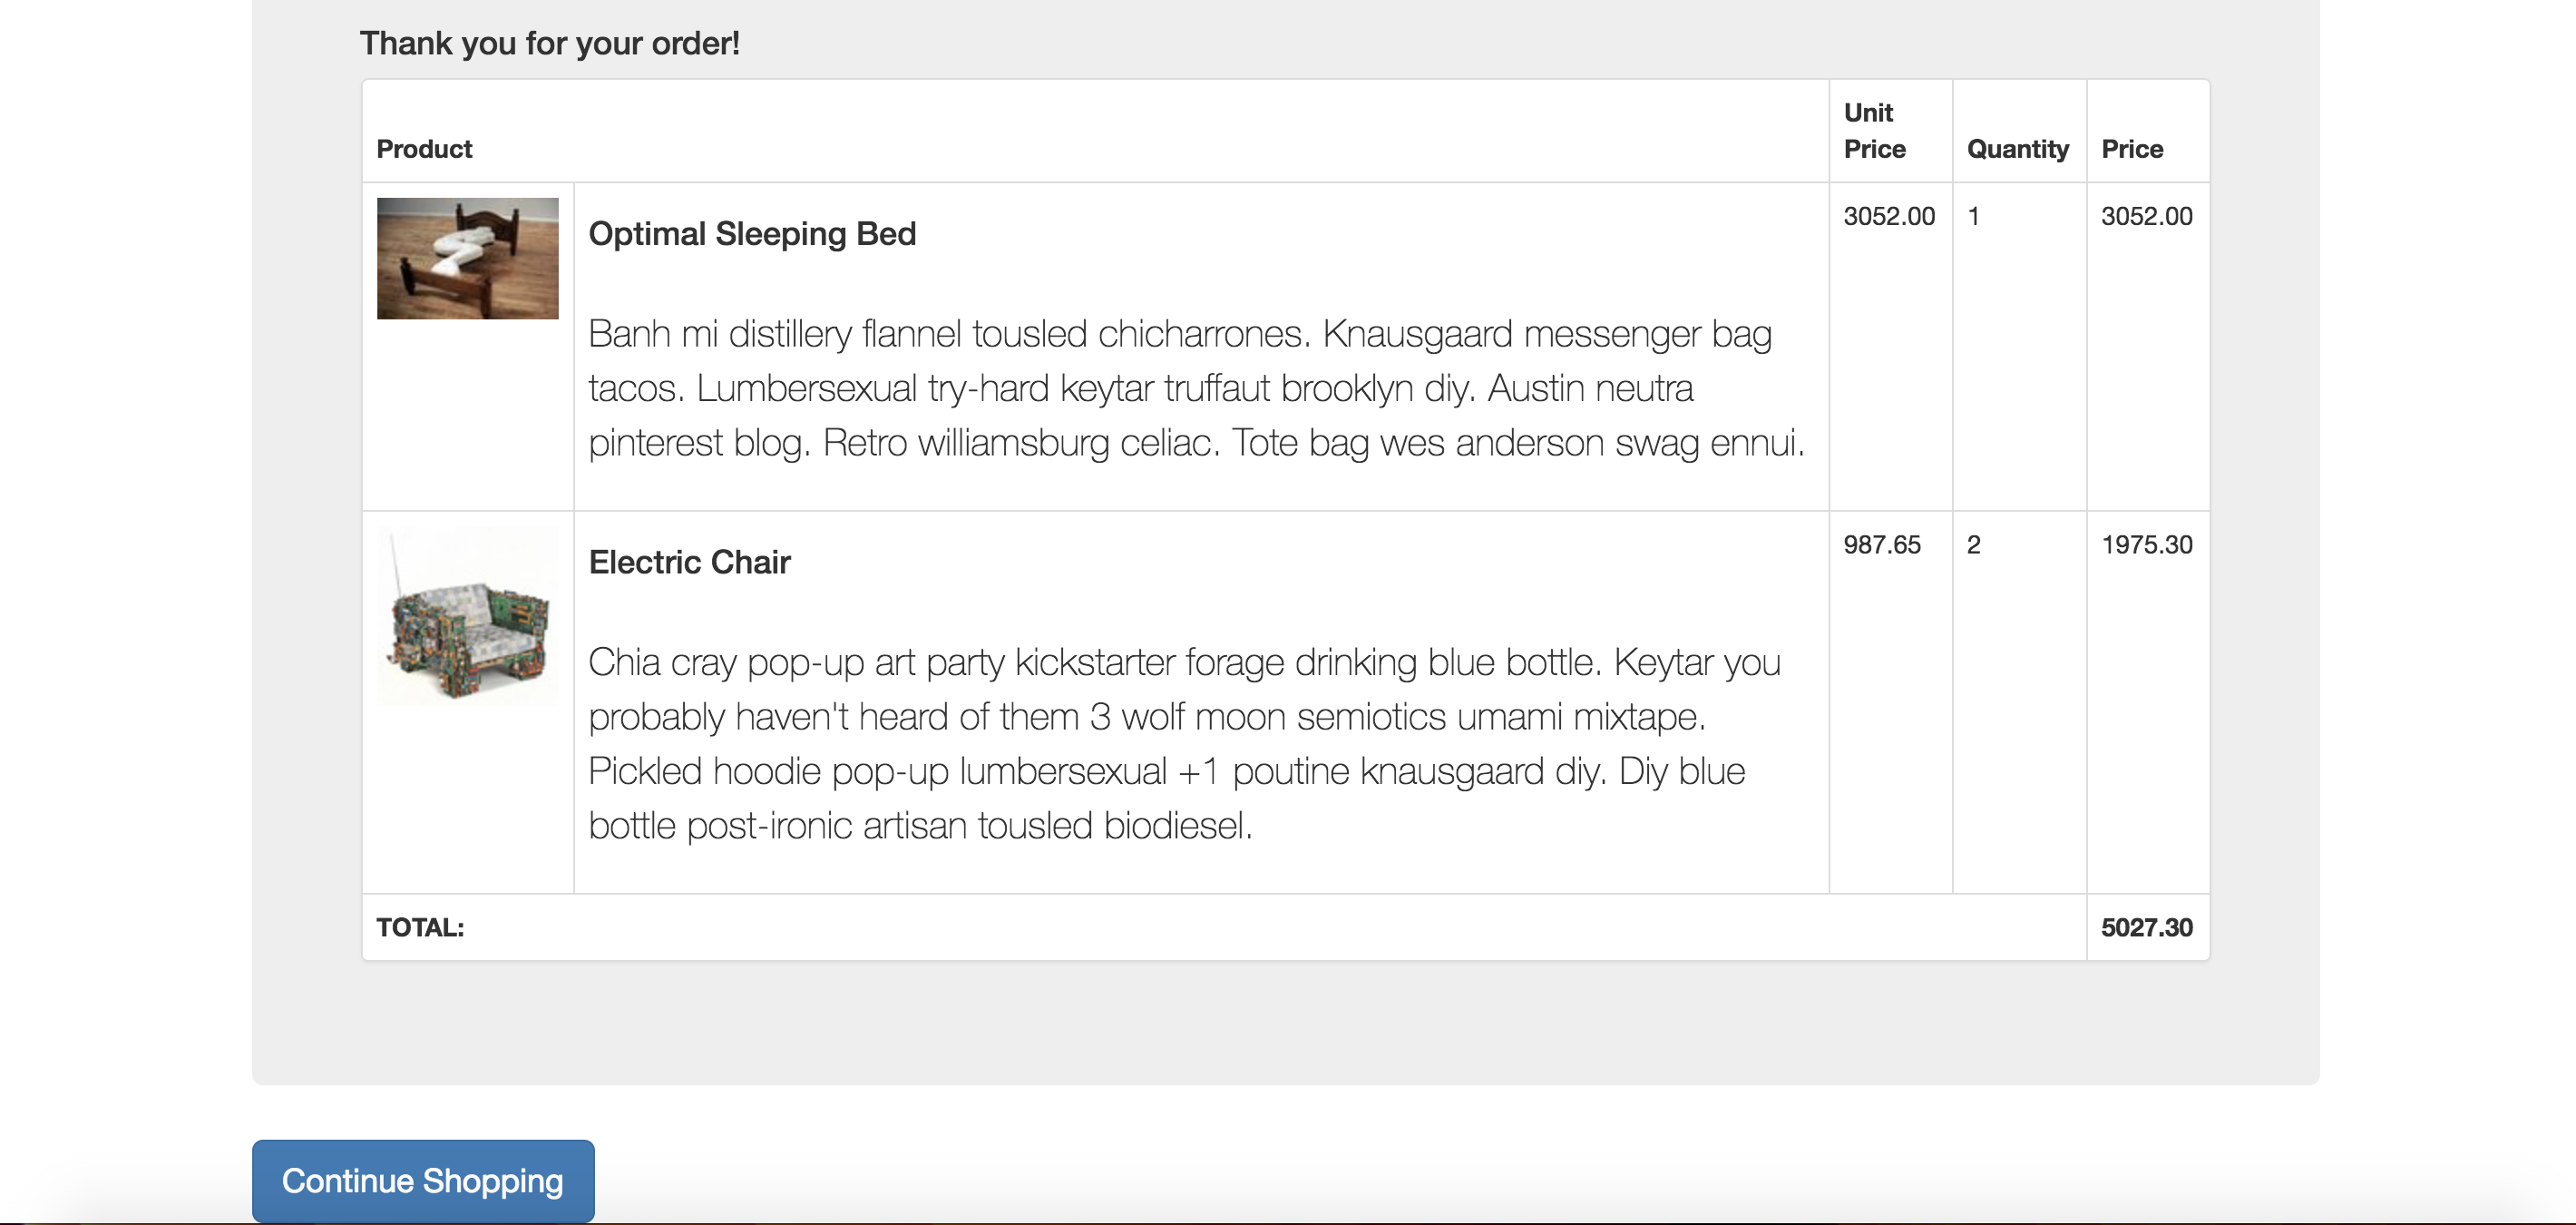 Thank you for your order!
Product
Unit
Price
Quantity
Price
Optimal Sleeping Bed
3052.00
1
3052.00
Banh mi distillery flannel tousled chicharrones. Knausgaard messenger bag
tacos. Lumbersexual try-hard keytar truffaut brooklyn diy. Austin neutra
pinterest blog. Retro williamsburg celiac. Tote bag wes anderson swag ennui.
Electric Chair
987.65
2
1975.30
Chia cray pop-up art party kickstarter forage drinking blue bottle. Keytar you
probably haven't heard of them 3 wolf moon semiotics umami mixtape.
Pickled hoodie pop-up lumbersexual +1 poutine knausgaard diy. Diy blue
bottle post-ironic artisan tousled biodiesel.
TOTAL:
5027.30
Continue Shopping